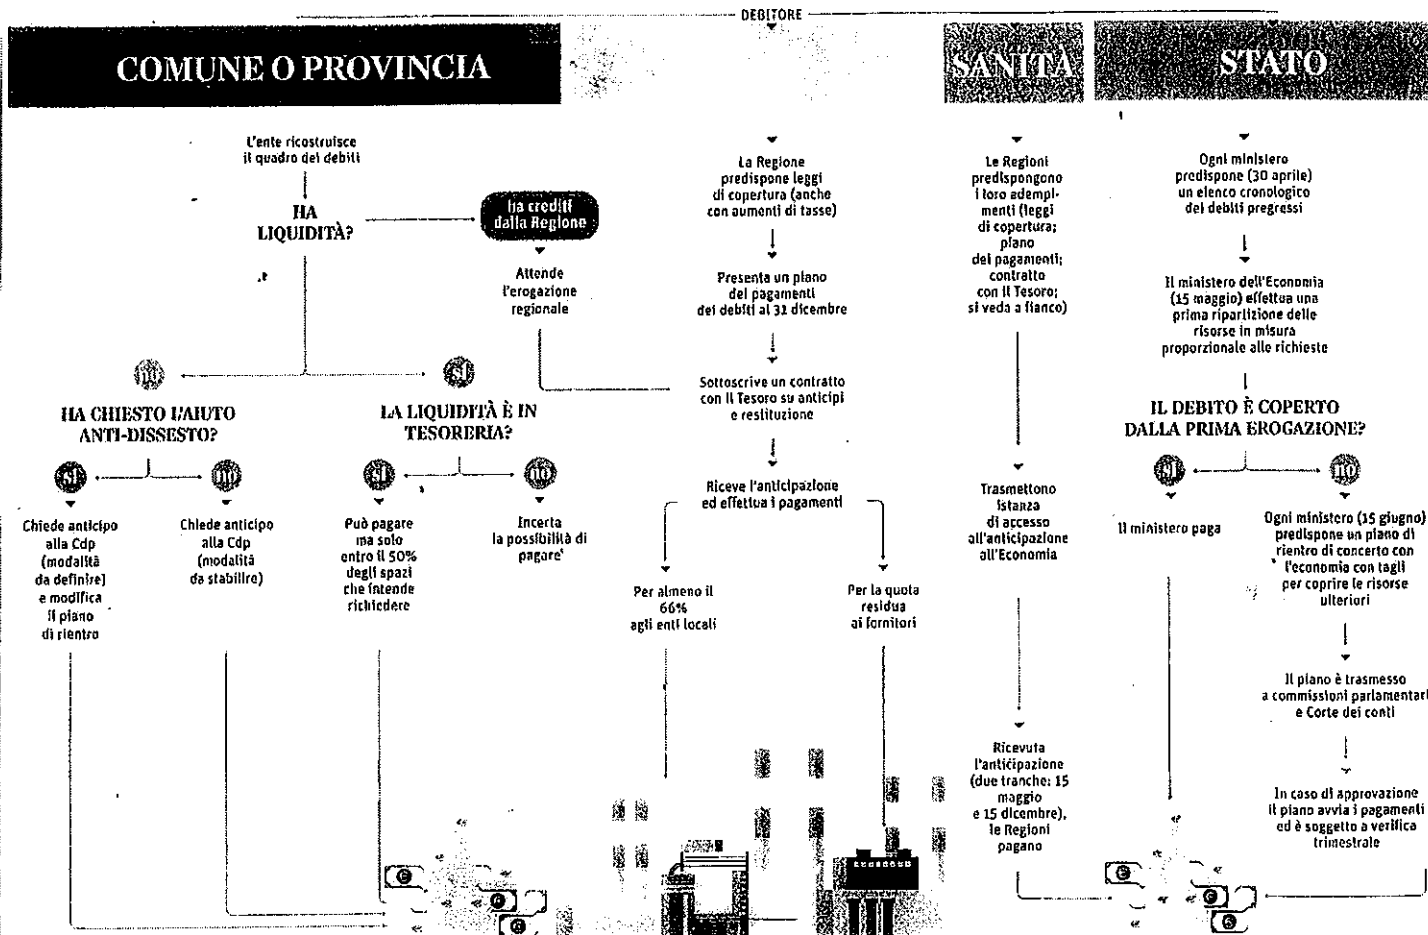 DEBITORE
COMUNE O PROVINCIA
L'ente ricostruisce
il quadro dei debiti
HA
LIQUIDITÀ?
ha crediti
dalla Regione
Attende
l'erogazione
regionale
no
sì
HA CHIESTO L'AIUTO
ANTI-DISSESTO?
sì
no
Chiede anticipo
alla Cdp
(modalità
da definire)
e modifica
il piano
di rientro
Chiede anticipo
alla Cdp
(modalità
da stabilire)
LA LIQUIDITÀ È IN
TESORERIA?
sì
no
Può pagare
ma solo
entro il 50%
degli spazi
che intende
richiedere
Incerta
la possibilità di
pagare
La Regione
predispone leggi
di copertura (anche
con aumenti di tasse)
Presenta un piano
dei pagamenti
dei debiti al 31 dicembre
Sottoscrive un contratto
con il Tesoro su anticipi
e restituzione
Riceve l'anticipazione
ed effettua i pagamenti
Per almeno il
66%
agli enti locali
Per la quota
residua
ai fornitori
SANITÀ
Le Regioni
predispongono
i loro adempi-
menti (leggi
di copertura;
piano
dei pagamenti;
contratto
con il Tesoro;
si veda a fianco)
Trasmettono
istanza
di accesso
all'anticipazione
all'Economia
Ricevuta
l'anticipazione
(due tranche: 15
maggio
e 15 dicembre),
le Regioni
pagano
STATO
Ogni ministero
predispone (30 aprile)
un elenco cronologico
dei debiti pregressi
Il ministero dell'Economia
(15 maggio) effettua una
prima ripartizione delle
risorse in misura
proporzionale alle richieste
IL DEBITO È COPERTO
DALLA PRIMA EROGAZIONE?
sì
no
Il ministero paga
Ogni ministero (15 giugno)
predispone un piano di
rientro di concerto con
l'economia con tagli
per coprire le risorse
ulteriori
Il piano è trasmesso
a commissioni parlamentari
e Corte dei conti
In caso di approvazione
il piano avvia i pagamenti
ed è soggetto a verifica
trimestrale